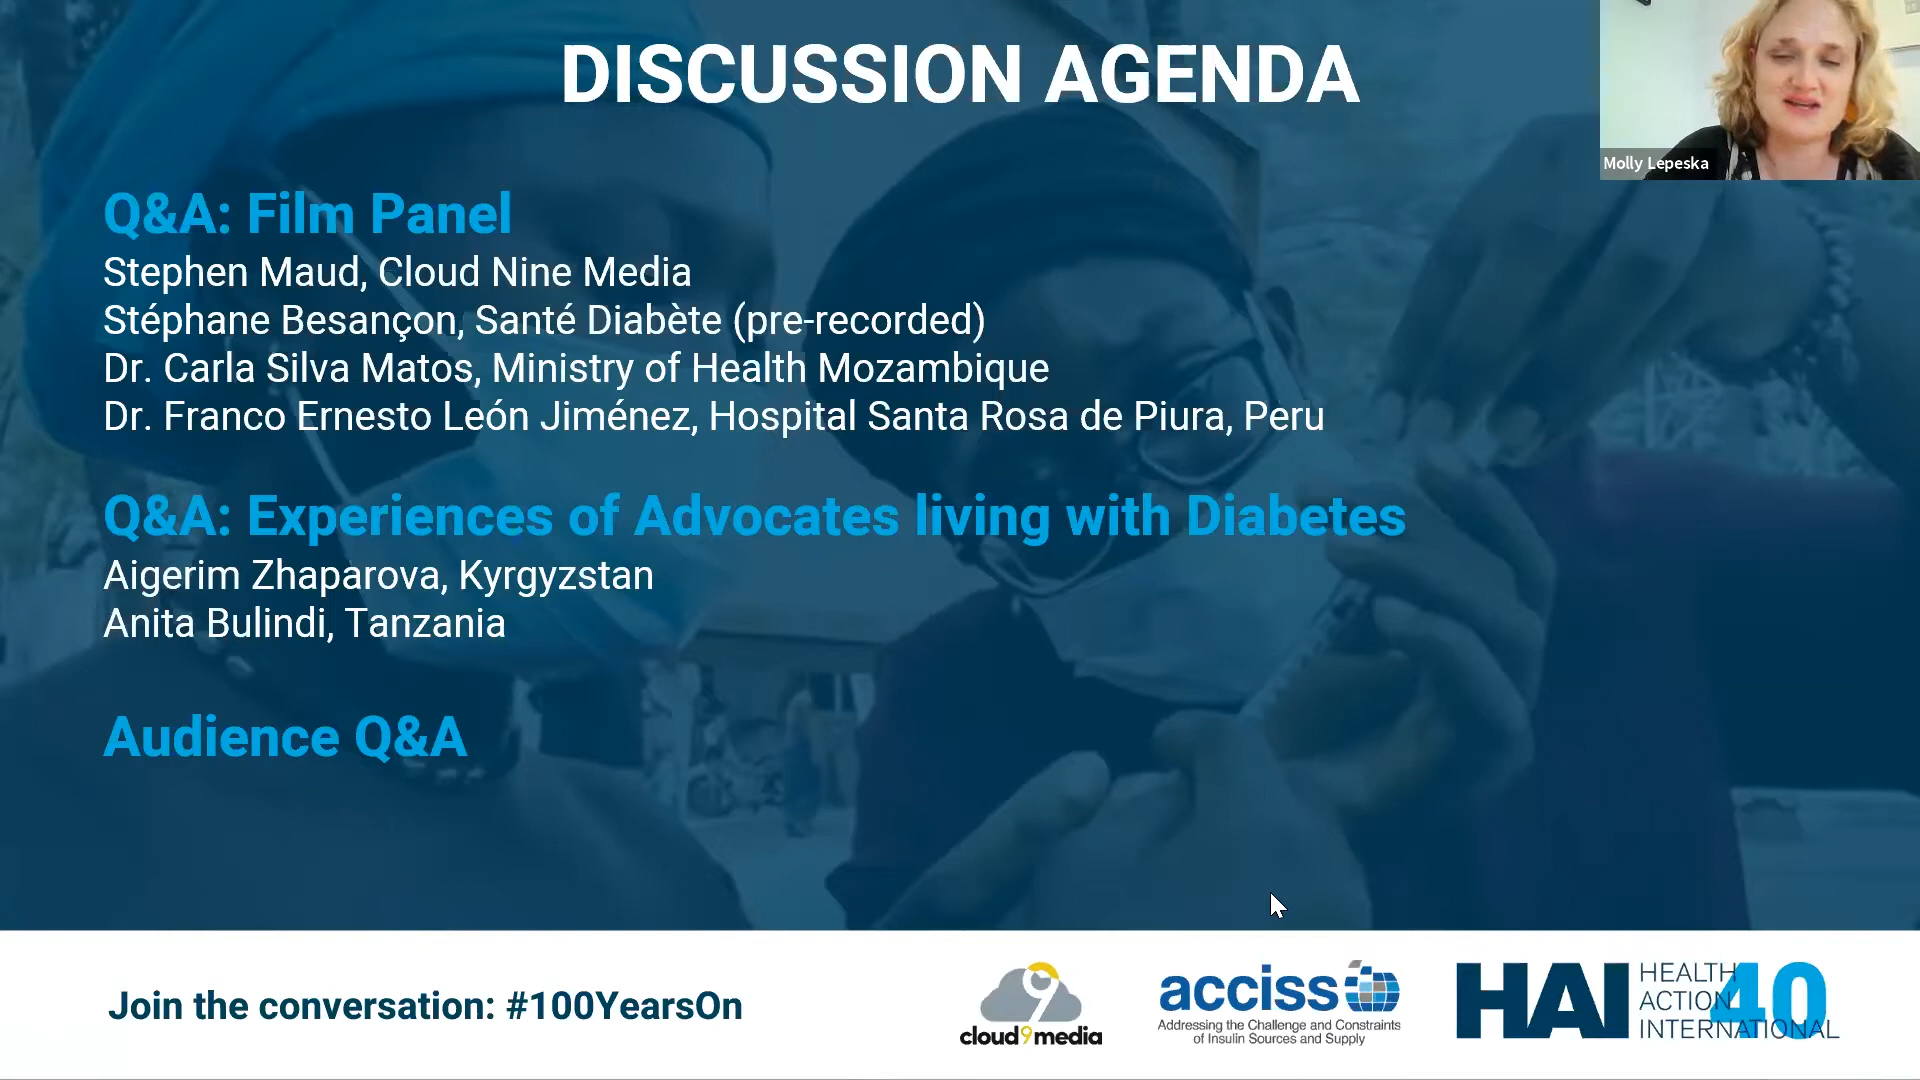 DISCUSSION AGENDA
Molly Lepeska
Q&A: Film Panel
Stephen Maud, Cloud Nine Media
Stéphane Besançon, Santé Diabète (pre-recorded)
Dr. Carla Silva Matos, Ministry of Health Mozambique
Dr. Franco Ernesto León Jiménez, Hospital Santa Rosa de Piura, Peru
Q&A: Experiences of Advocates living with Diabetes
Aigerim Zhaparova, Kyrgyzstan
Anita Bulindi, Tanzania
Audience Q&A
Join the conversation: #100YearsOn
9
cloud9media
acciss
Addressing the Challenge and Constraints
of Insulin Sources and Supply
HAI
HEALTH
ACTION
INTERNATIONAL
40